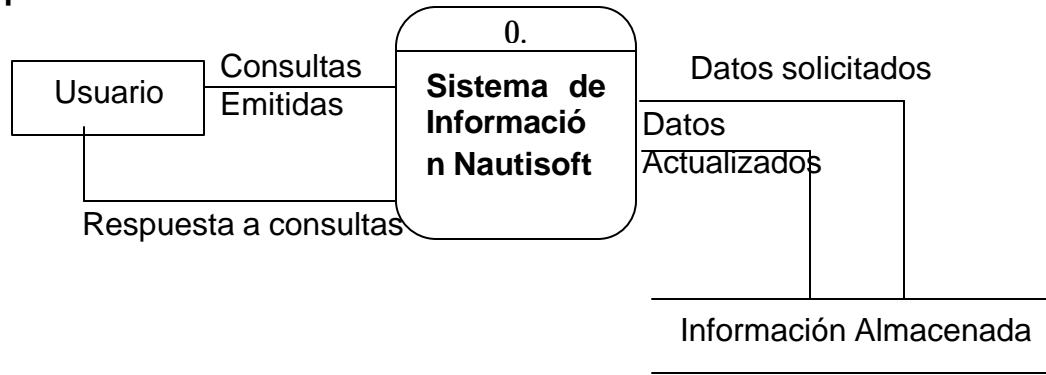 0.
Usuario
Consultas
Emitidas
Sistema de
Informació
n Nautisoft
Datos solicitados
Datos
Actualizados
Respuesta a consultas
Información Almacenada